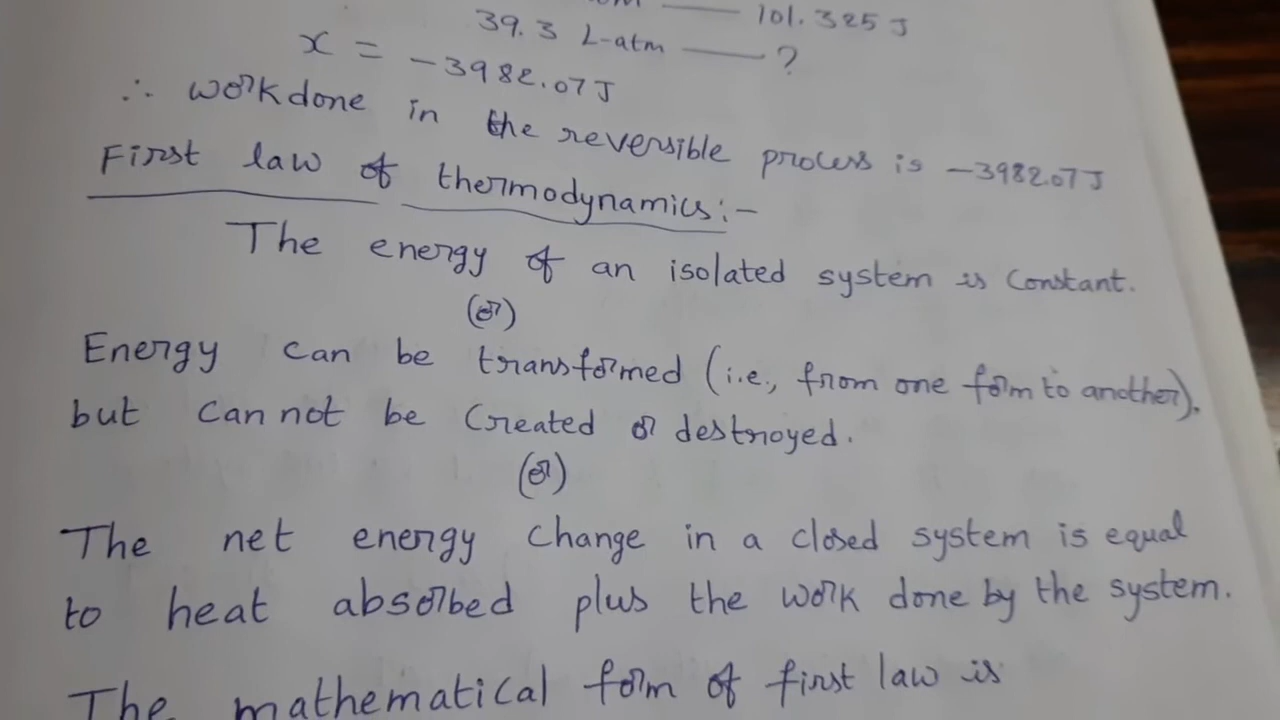 101.325 J
39.3 L-atm —— ?
x = -3982.07 J
∴ workdone in the reversible process is -3982.07 J
First law of thermodynamics:-
The energy of an isolated system is constant.
(or)
Energy can be transformed (i.e., from one form to another),
but can not be created or destroyed.
(or)
The net energy change in a closed system is equal
to heat absorbed plus the work done by the system.
The mathematical form of first law is